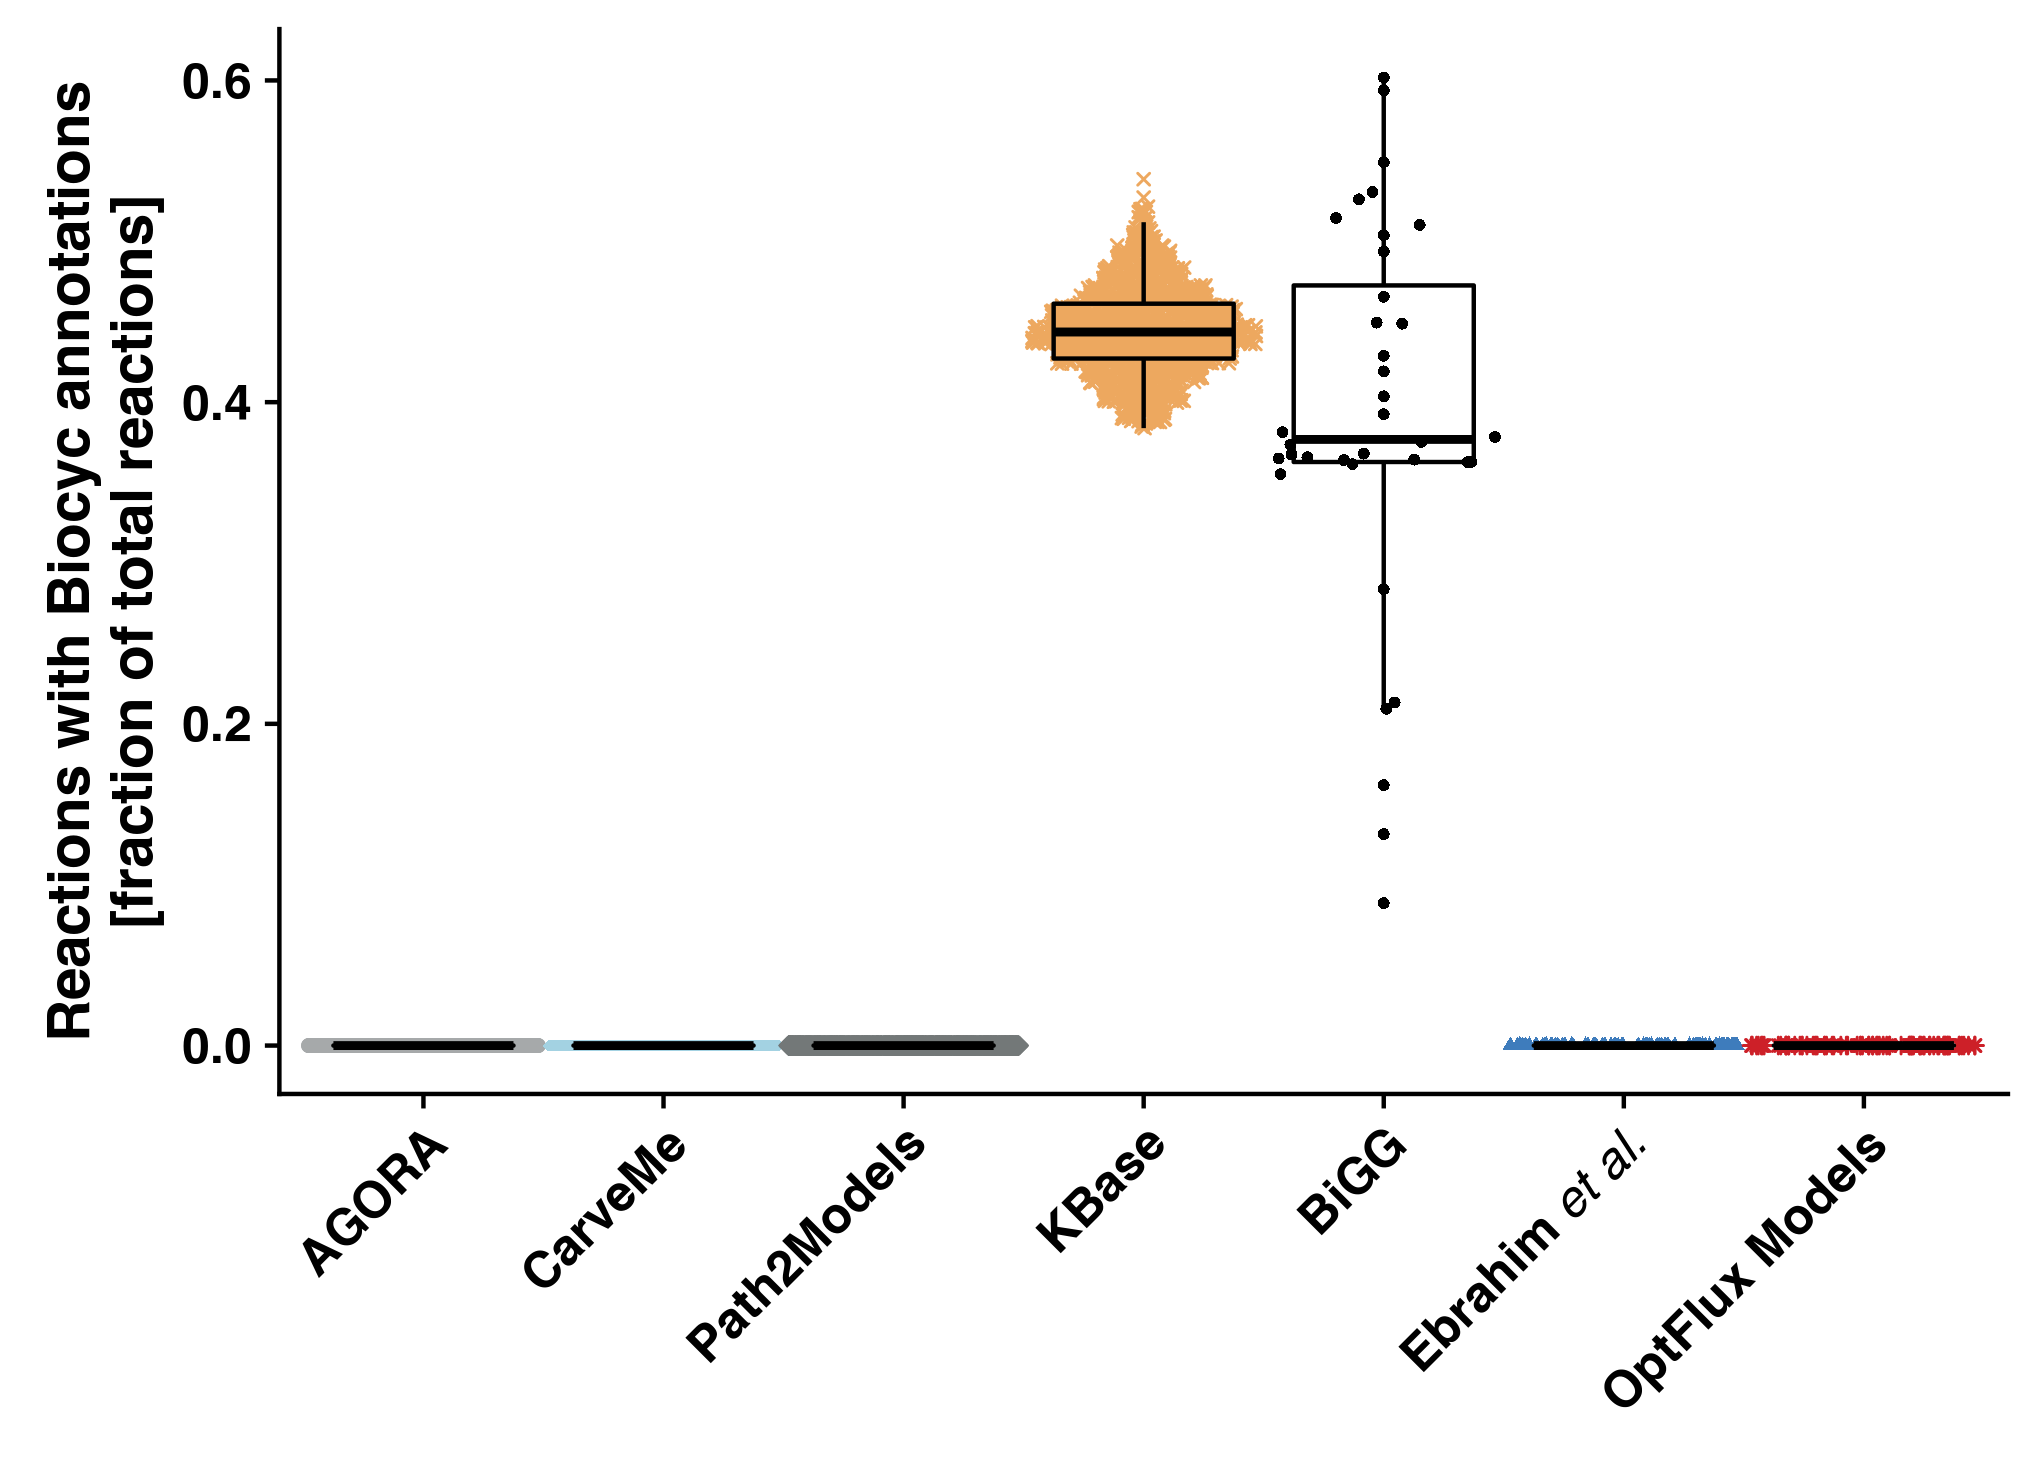 Reactions with Biocyc annotations
[fraction of total reactions]
0.6
0.4
0.2
0.0
AGORA
CarveMe
Path2Models
KBase
BiGG
Ebrahim et al.
OptFlux Models